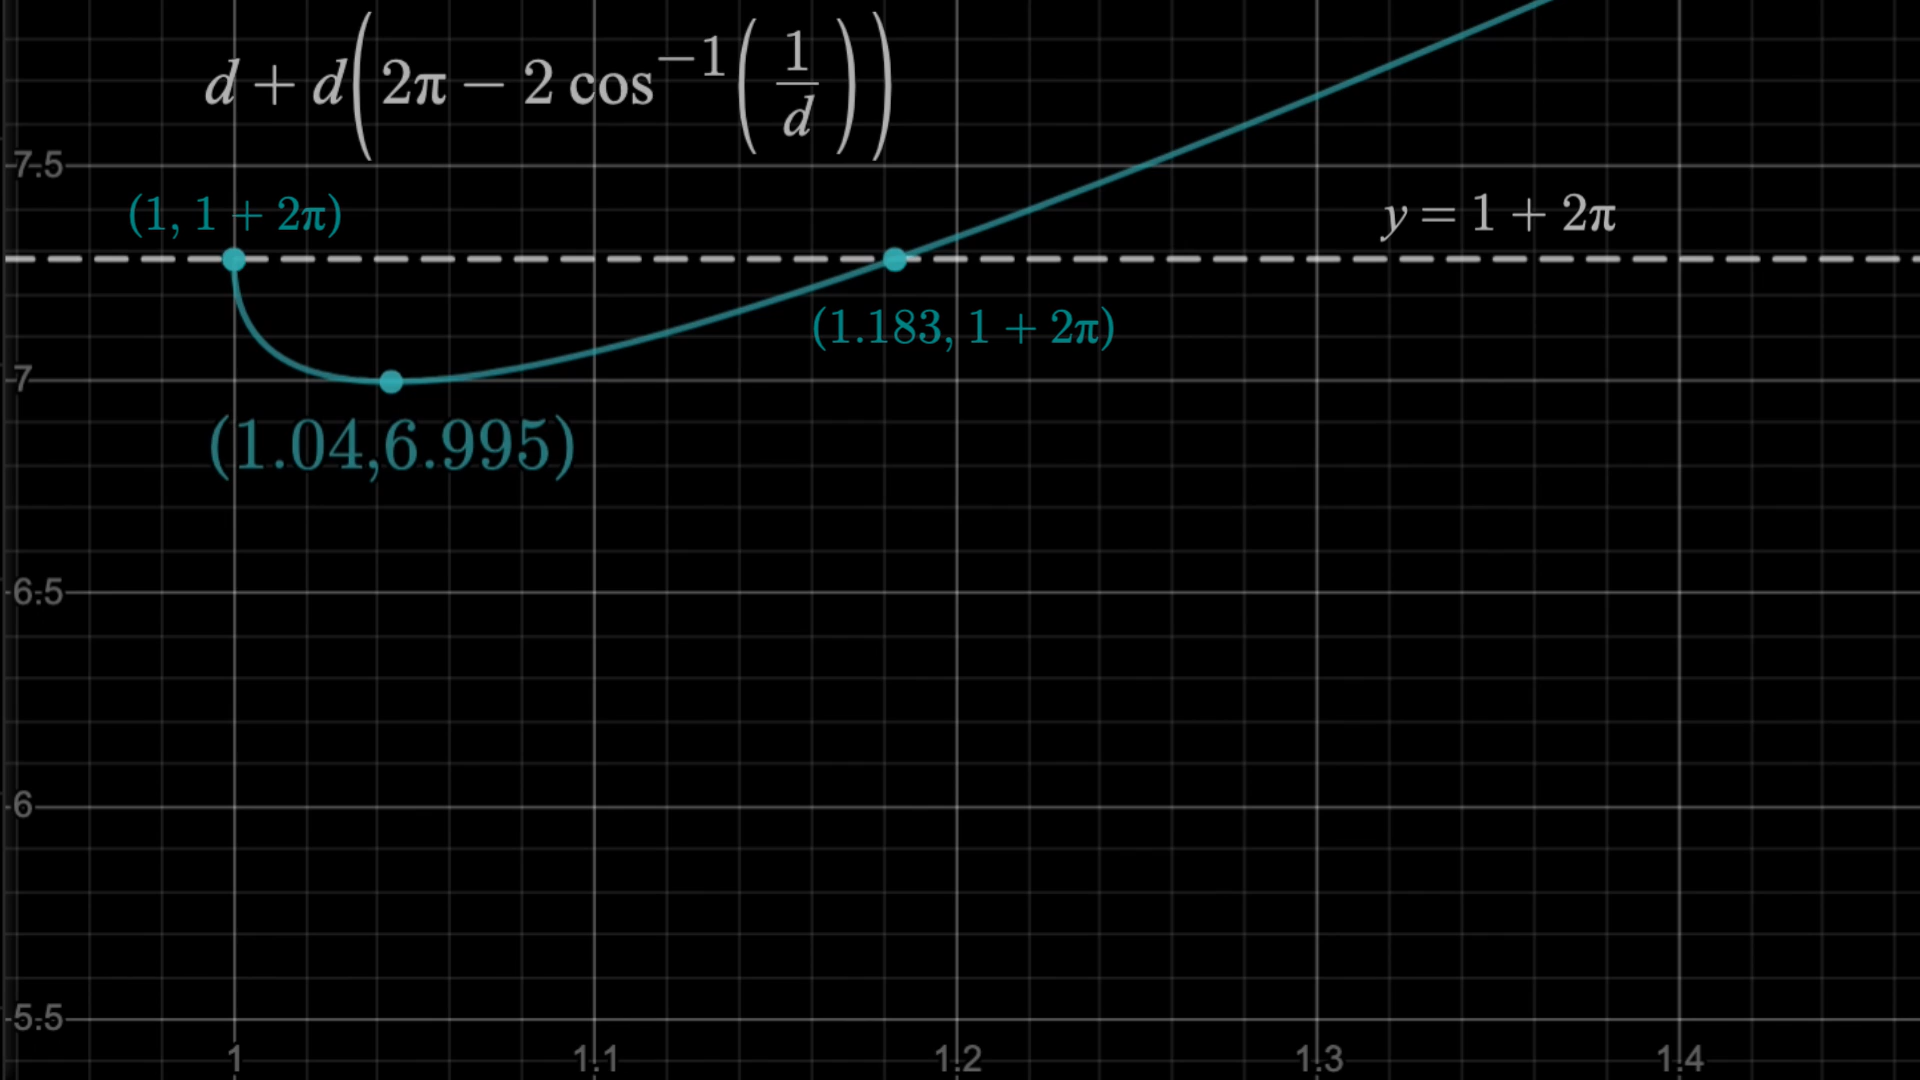 d + d(2π − 2 cos⁻¹(1/d))
7.5
(1, 1 + 2π)
y = 1 + 2π
(1.183, 1 + 2π)
7
(1.04,6.995)
6.5
6
5.5
1 1.1 1.2 1.3 1.4